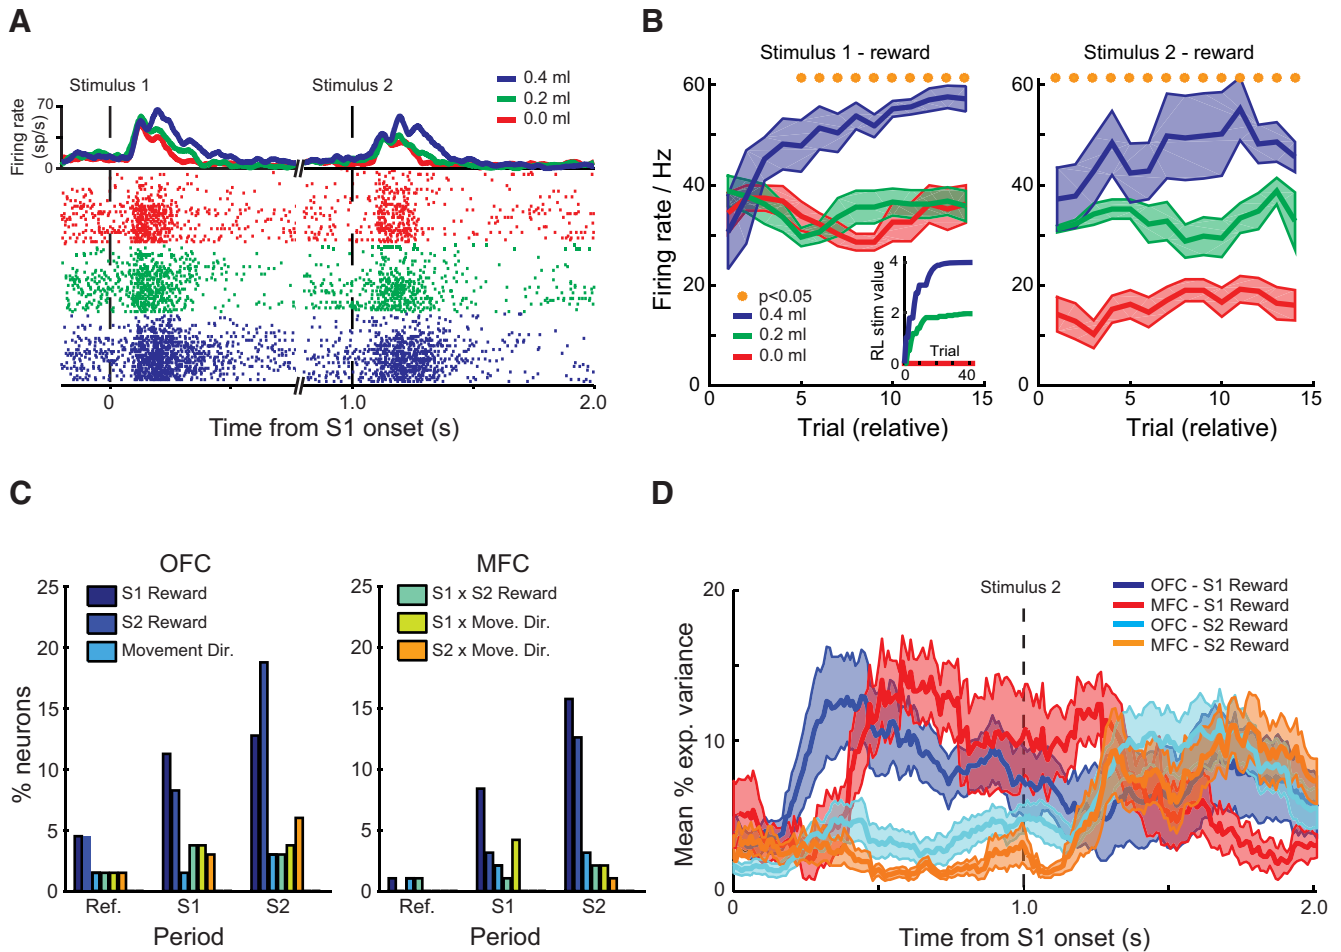 A
Stimulus 1
Stimulus 2
0.4 ml
0.2 ml
0.0 ml
Firing rate
(sp/s)
70
0
0
1.0
2.0
Time from S1 onset (s)
B
Stimulus 1 - reward
Stimulus 2 - reward
Firing rate / Hz
60
40
20
0
p<0.05
0.4 ml
0.2 ml
0.0 ml
RL stim value
4
2
0
Trial
0
40
0
5
10
15
Trial (relative)
60
40
20
0
0
5
10
15
Trial (relative)
C
OFC
% neurons
25
20
15
10
5
0
S1 Reward
S2 Reward
Movement Dir.
Ref.
S1
S2
Period
MFC
25
20
15
10
5
0
S1 x S2 Reward
S1 x Move. Dir.
S2 x Move. Dir.
Ref.
S1
S2
Period
D
Mean % exp. variance
20
10
0
Stimulus 2
OFC - S1 Reward
MFC - S1 Reward
OFC - S2 Reward
MFC - S2 Reward
0
1.0
2.0
Time from S1 onset (s)